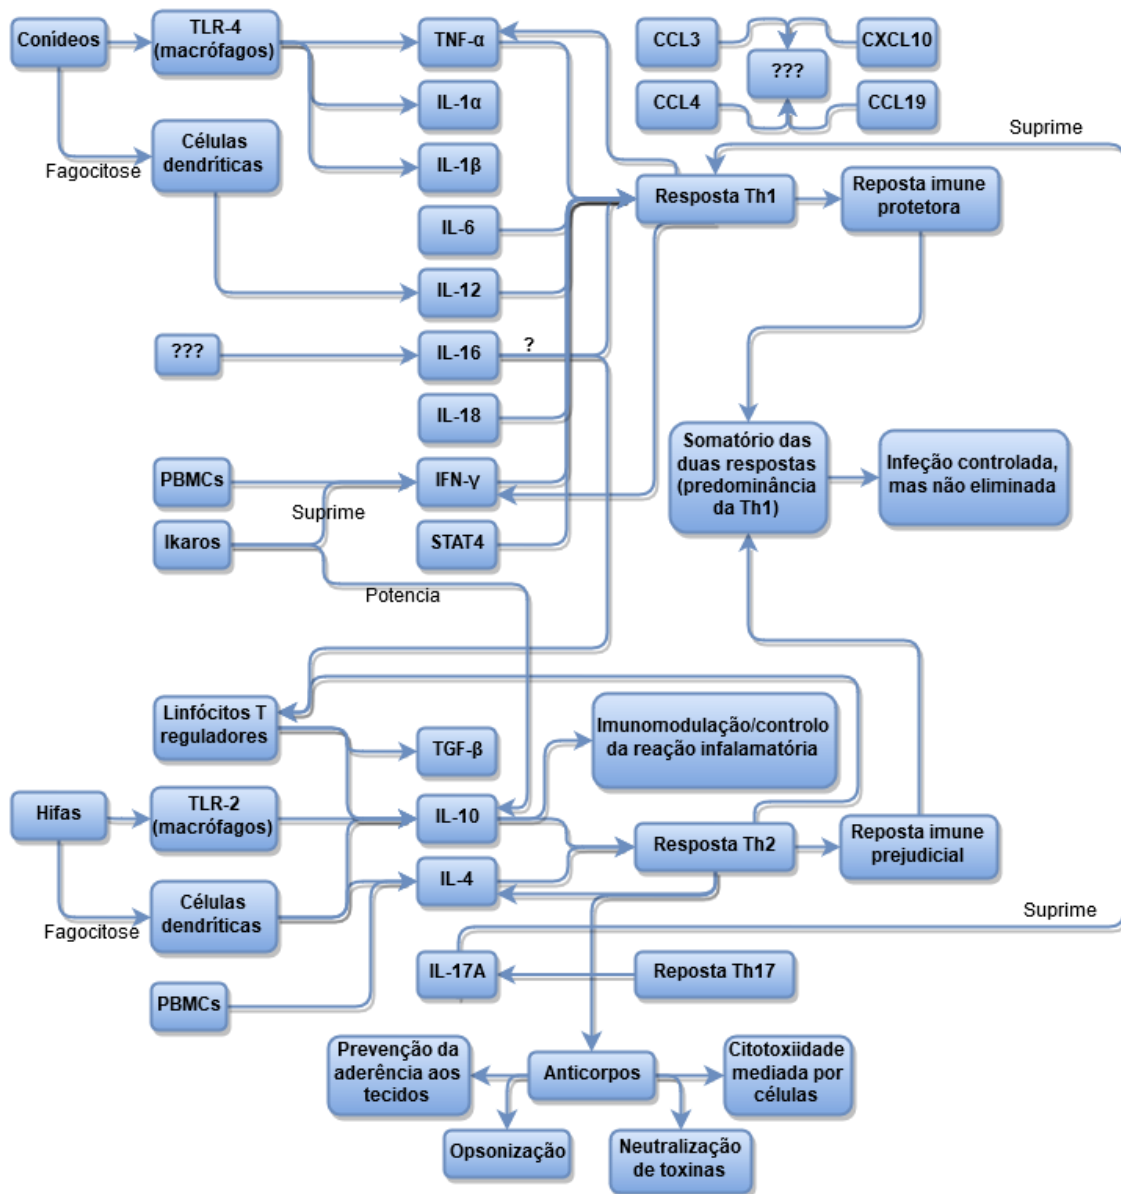 Conídeos
TLR-4
(macrófagos)
TNF-α
CCL3
CXCL10
???
CCL4
CCL19
IL-1α
Suprime
Células
dendríticas
Fagocitose
IL-1β
Resposta Th1
Reposta imune
protetora
IL-6
IL-12
???
IL-16
?
IL-18
Somatório das
duas respostas
(predominância
da Th1)
Infeção controlada,
mas não eliminada
PBMCs
IFN-γ
Suprime
Ikaros
STAT4
Potencia
Linfócitos T
reguladores
TGF-β
Imunomodulação/controlo
da reação infalamatória
Hifas
TLR-2
(macrófagos)
IL-10
Resposta Th2
Reposta imune
prejudicial
IL-4
Células
dendríticas
Fagocitose
Suprime
IL-17A
Reposta Th17
PBMCs
Prevenção da
aderência aos
tecidos
Anticorpos
Citotoxiidade
mediada por
células
Opsonização
Neutralização
de toxinas